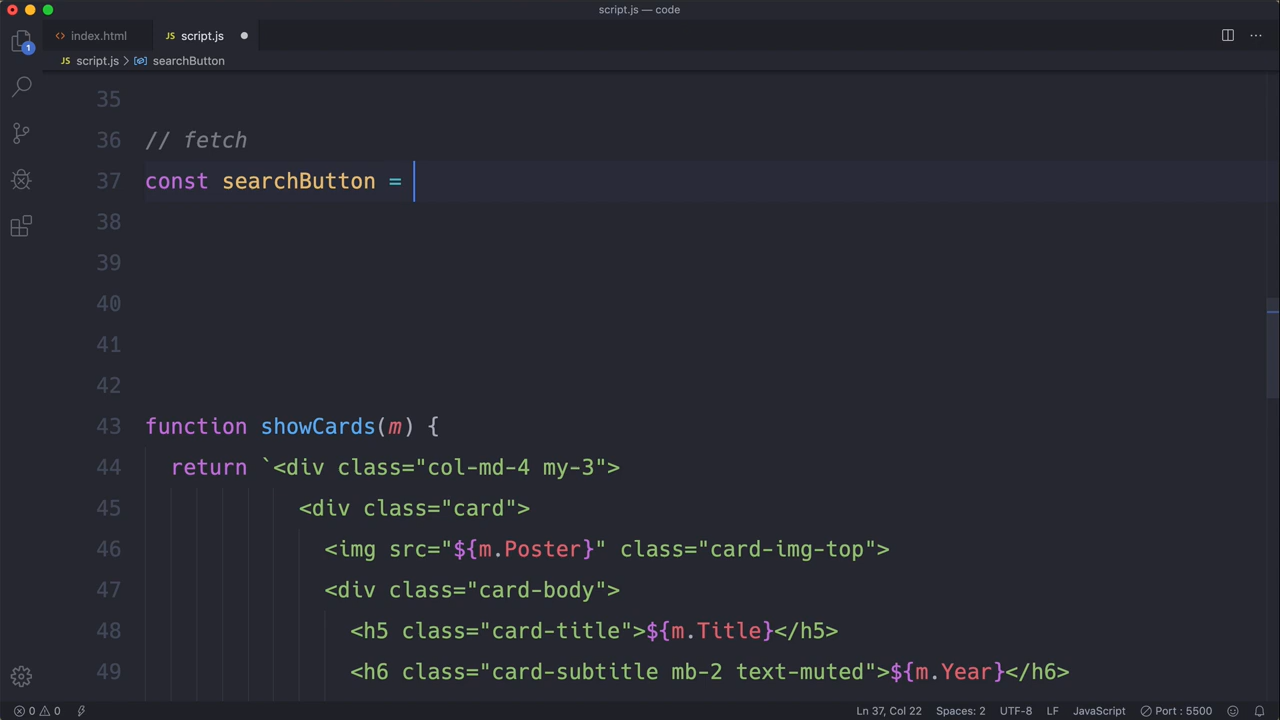 script.js — code
<> index.html
JS script.js
JS script.js > searchButton
1
35
36 // fetch
37 const searchButton =
38
39
40
41
42
43 function showCards(m) {
44 return `<div class="col-md-4 my-3">
45 <div class="card">
46 <img src="${m.Poster}" class="card-img-top">
47 <div class="card-body">
48 <h5 class="card-title">${m.Title}</h5>
49 <h6 class="card-subtitle mb-2 text-muted">${m.Year}</h6>
0 0 Ln 37, Col 22 Spaces: 2 UTF-8 LF JavaScript Port : 5500